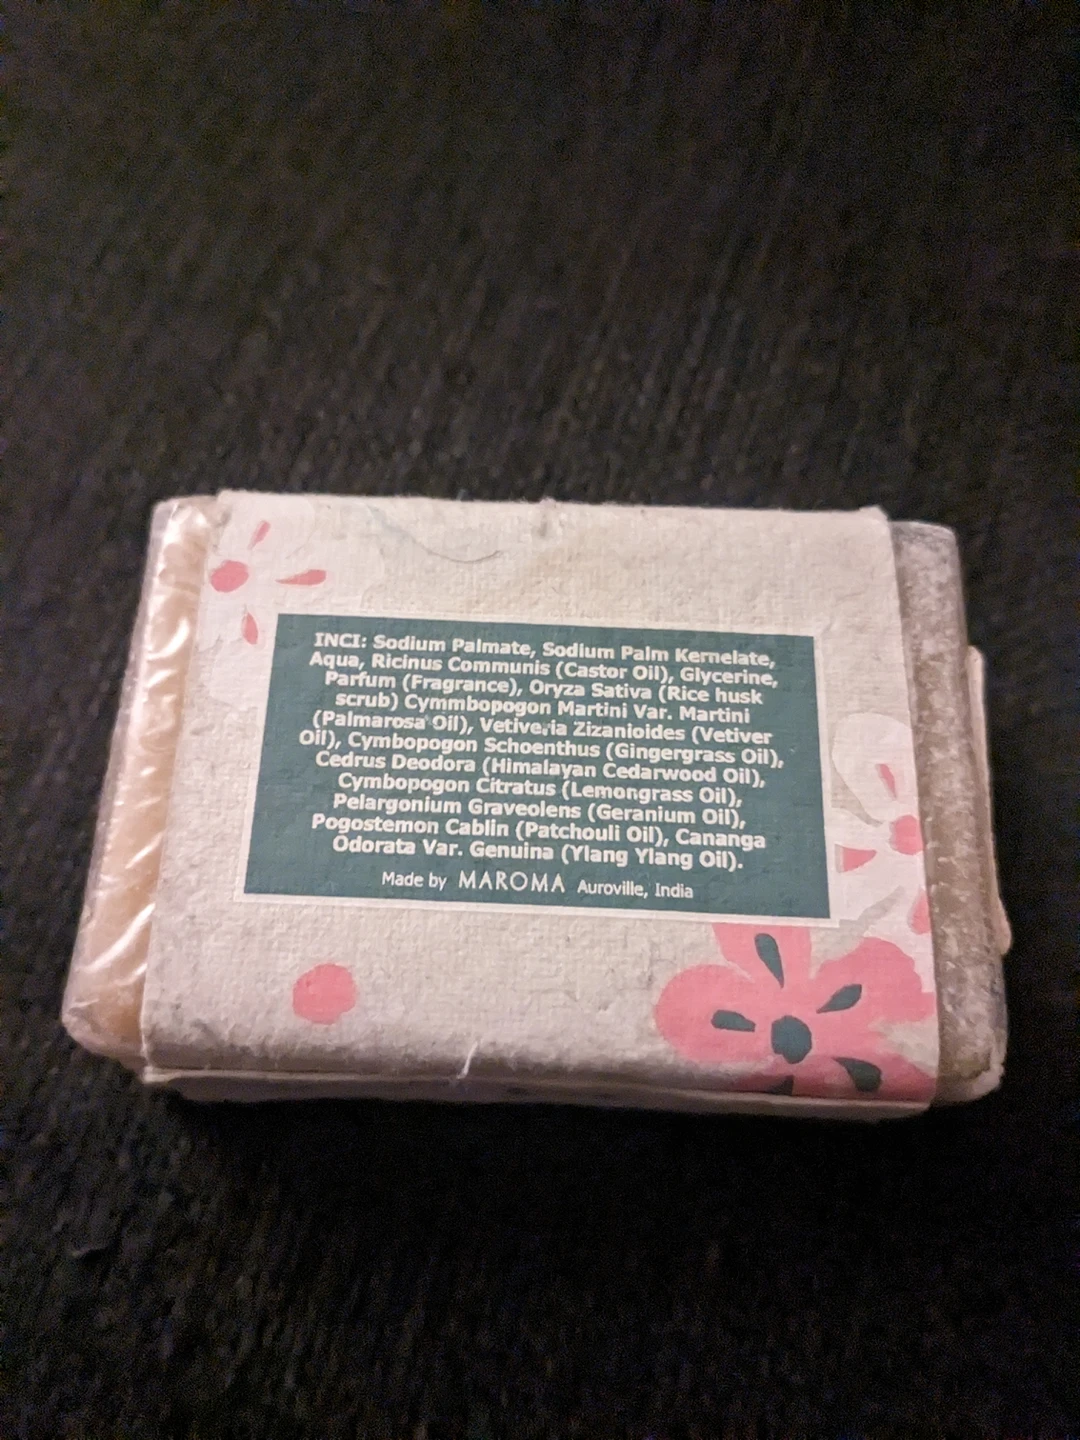 INCI: Sodium Palmate, Sodium Palm Kernelate,
Aqua, Ricinus Communis (Castor Oil), Glycerine,
Parfum (Fragrance), Oryza Sativa (Rice husk
scrub) Cymmbopogon Martini Var. Martini
(Palmarosa Oil), Vetiveria Zizanioides (Vetiver
Oil), Cymbopogon Schoenthus (Gingergrass Oil),
Cedrus Deodora (Himalayan Cedarwood Oil),
Cymbopogon Citratus (Lemongrass Oil),
Pelargonium Graveolens (Geranium Oil),
Pogostemon Cablin (Patchouli Oil), Cananga
Odorata Var. Genuina (Ylang Ylang Oil).
Made by MAROMA Auroville, India